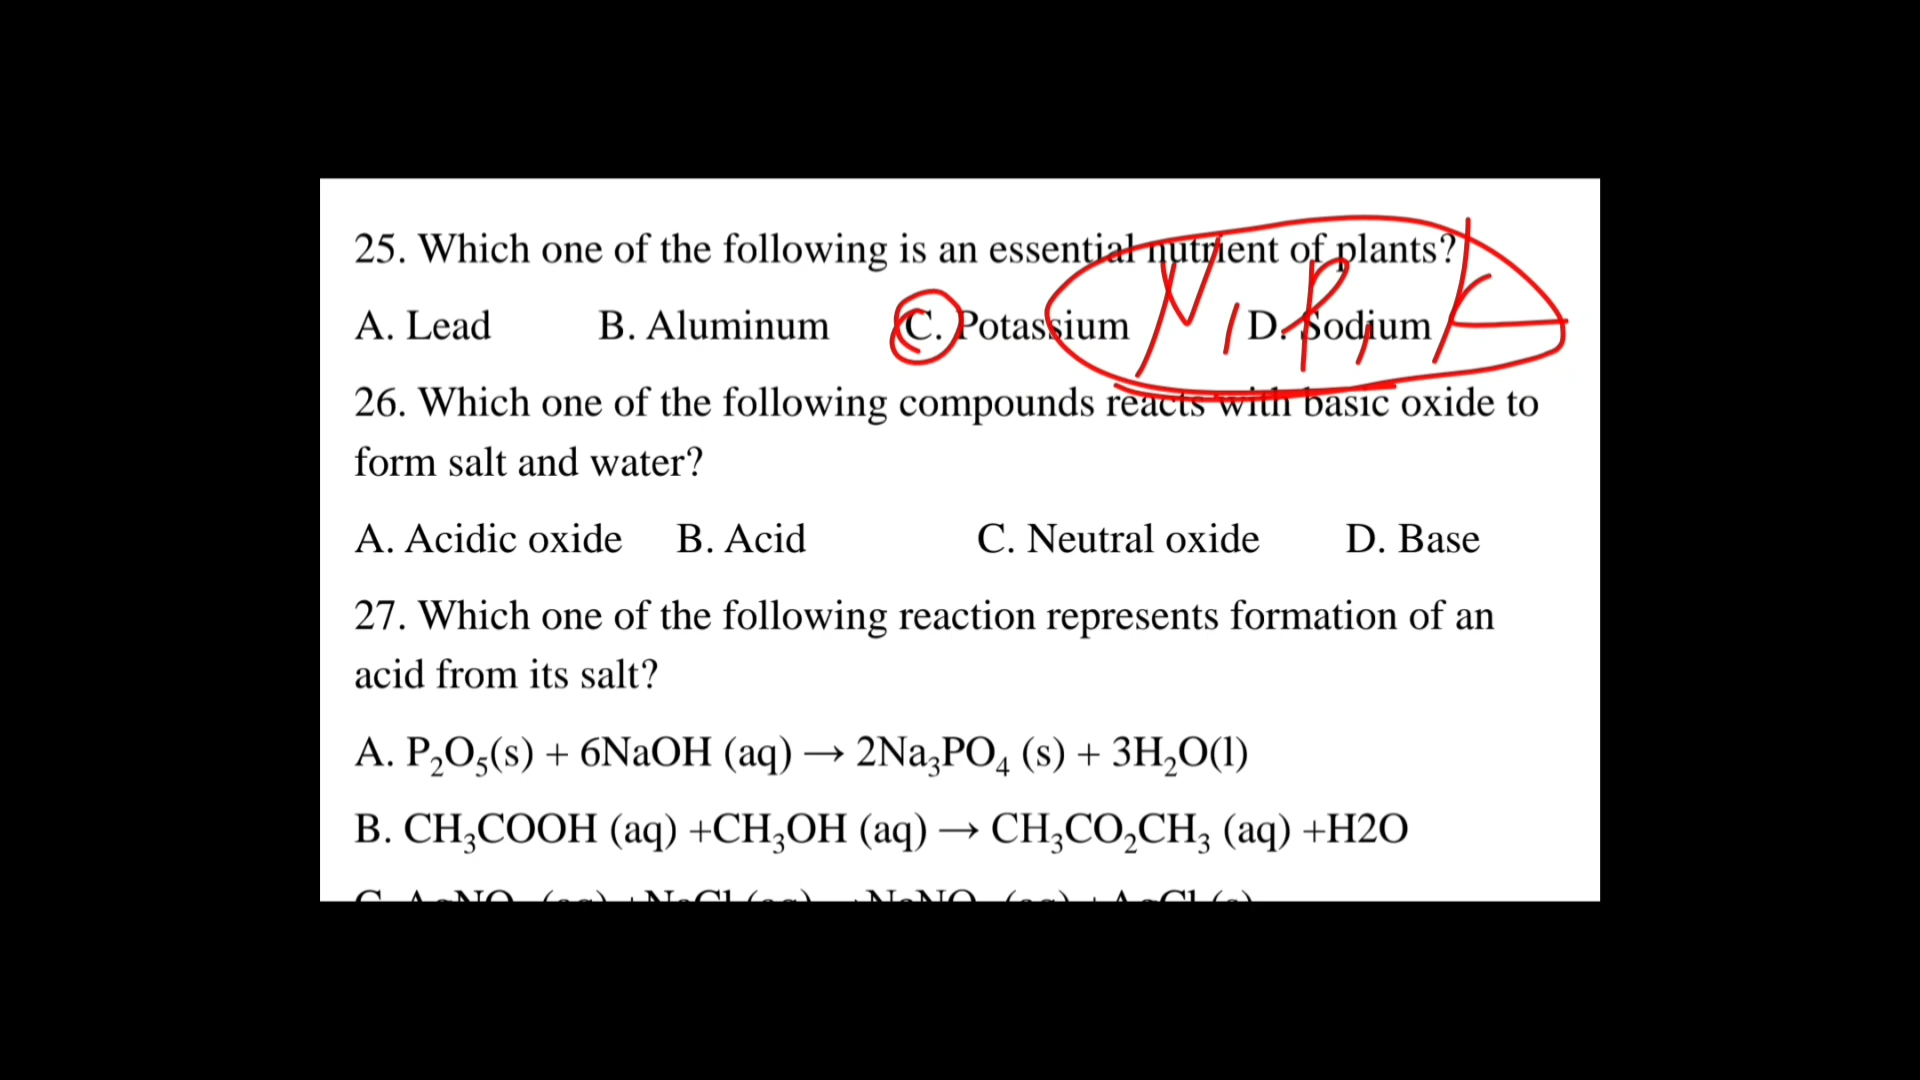 25. Which one of the following is an essential nutrient of plants?
A. Lead B. Aluminum C. Potassium D. Sodium
N, P, K
26. Which one of the following compounds reacts with basic oxide to
form salt and water?
A. Acidic oxide B. Acid C. Neutral oxide D. Base
27. Which one of the following reaction represents formation of an
acid from its salt?
A. P₂O₅(s) + 6NaOH (aq) → 2Na₃PO₄ (s) + 3H₂O(l)
B. CH₃COOH (aq) +CH₃OH (aq) → CH₃CO₂CH₃ (aq) +H2O